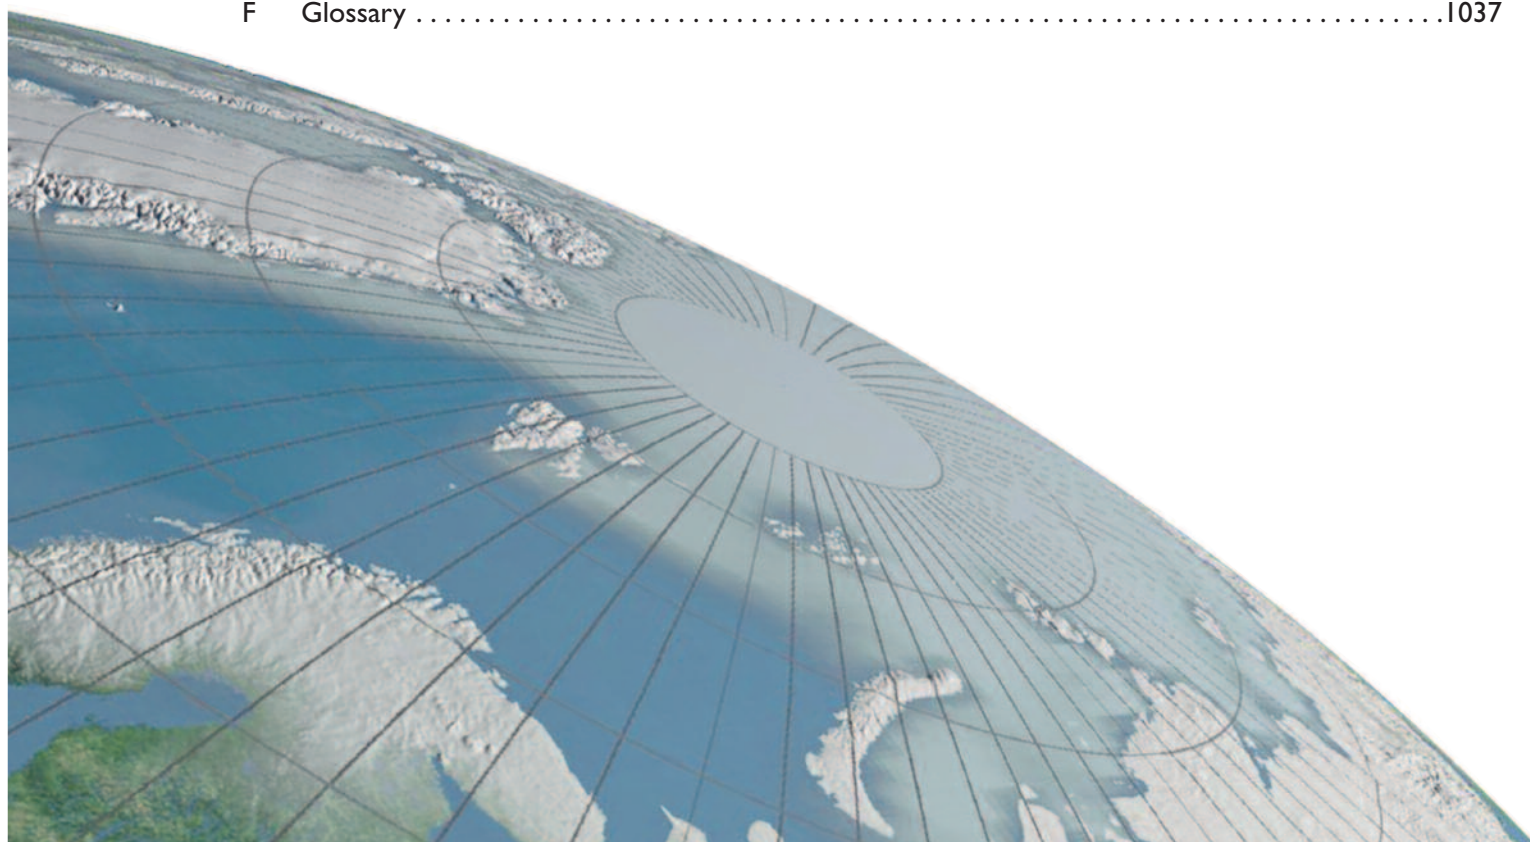 F Glossary . . . . . . . . . . . . . . . . . . . . . . . . . . . . . . . . . . . . . . . . . . . . . . . . . . . . . . . . . . . . . . . . . . . . . . . . . . . . . . . . . . . .1037